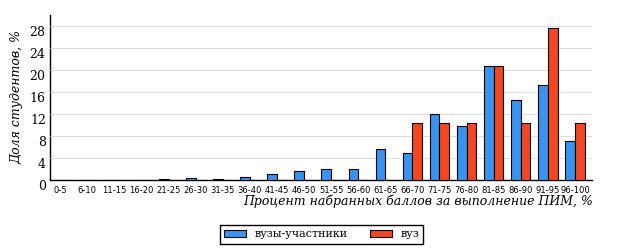 Доля студентов, %
28
24
20
16
12
8
4
0
0-5 6-10 11-15 16-20 21-25 26-30 31-35 36-40 41-45 46-50 51-55 56-60 61-65 66-70 71-75 76-80 81-85 86-90 91-95 96-100
Процент набранных баллов за выполнение ПИМ, %
вузы-участники вуз